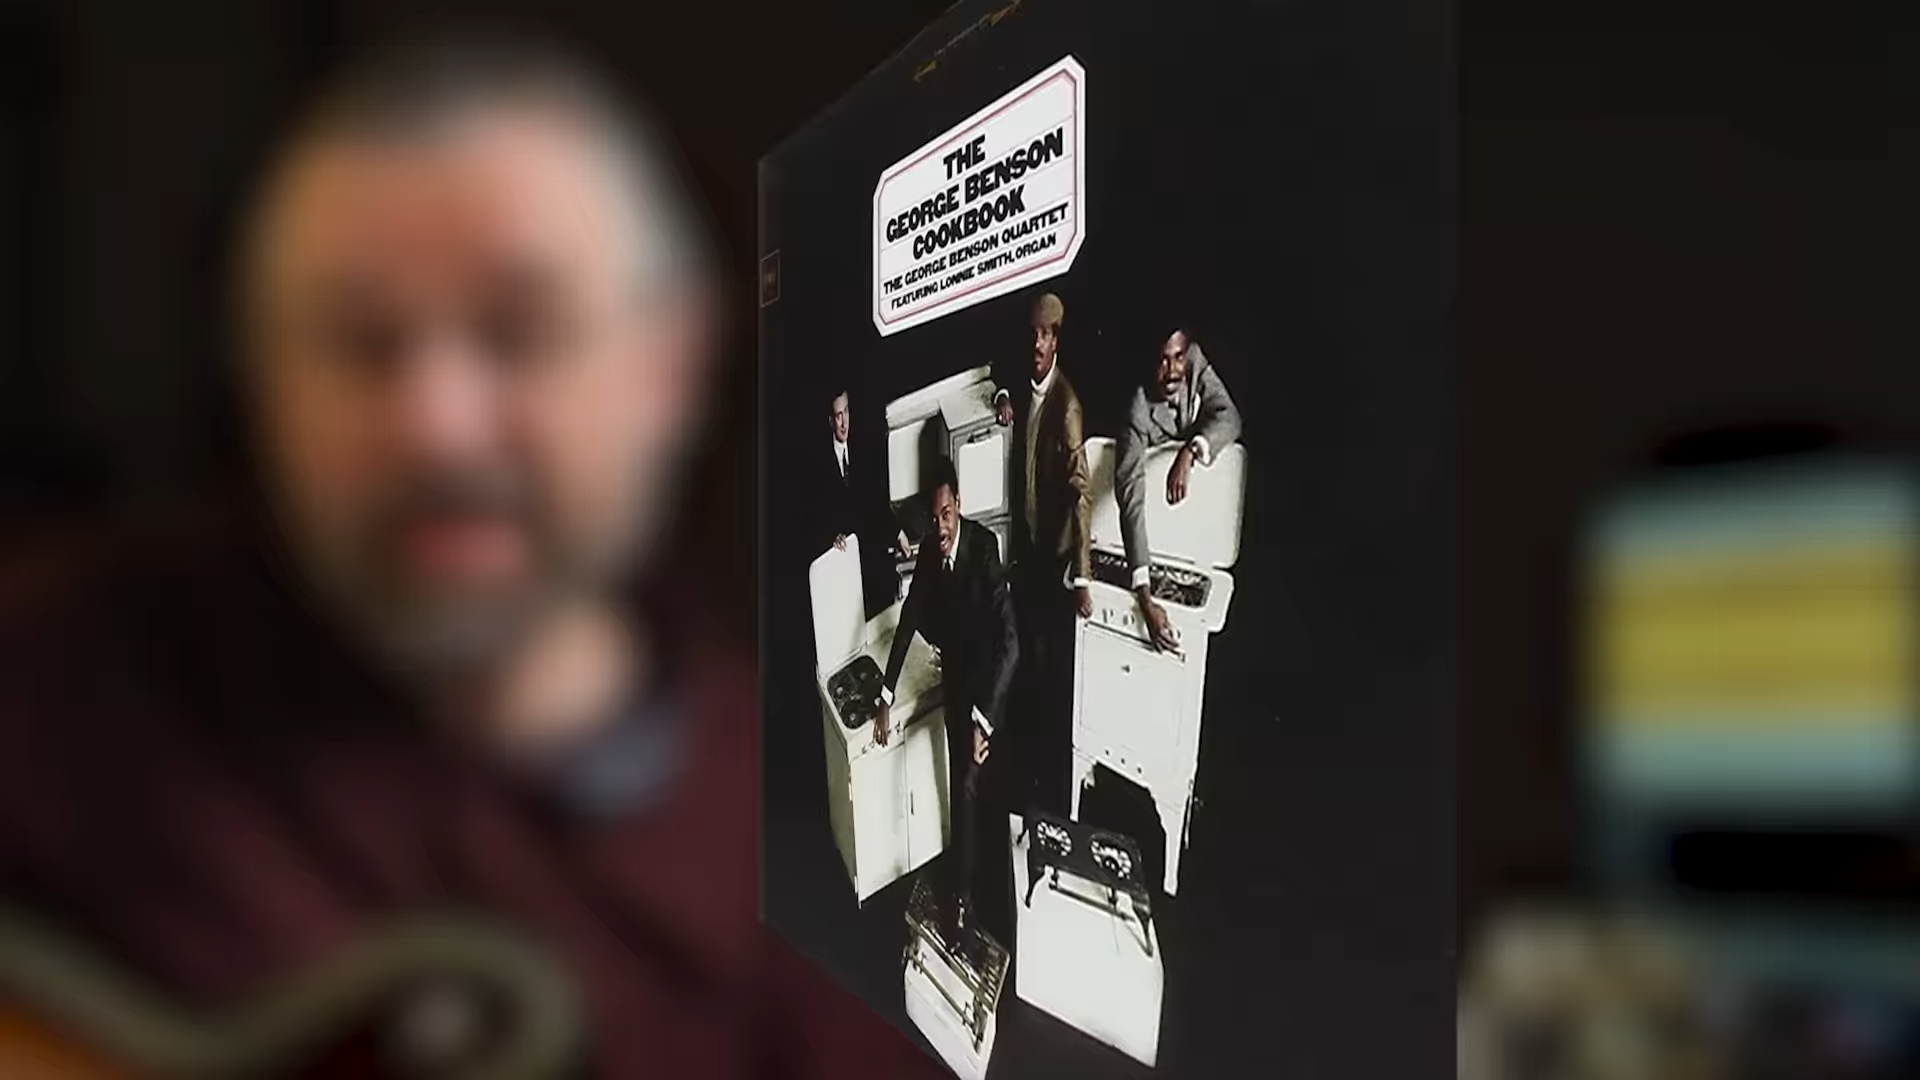 THE
GEORGE BENSON
COOKBOOK
THE GEORGE BENSON QUARTET
FEATURING LONNIE SMITH, ORGAN